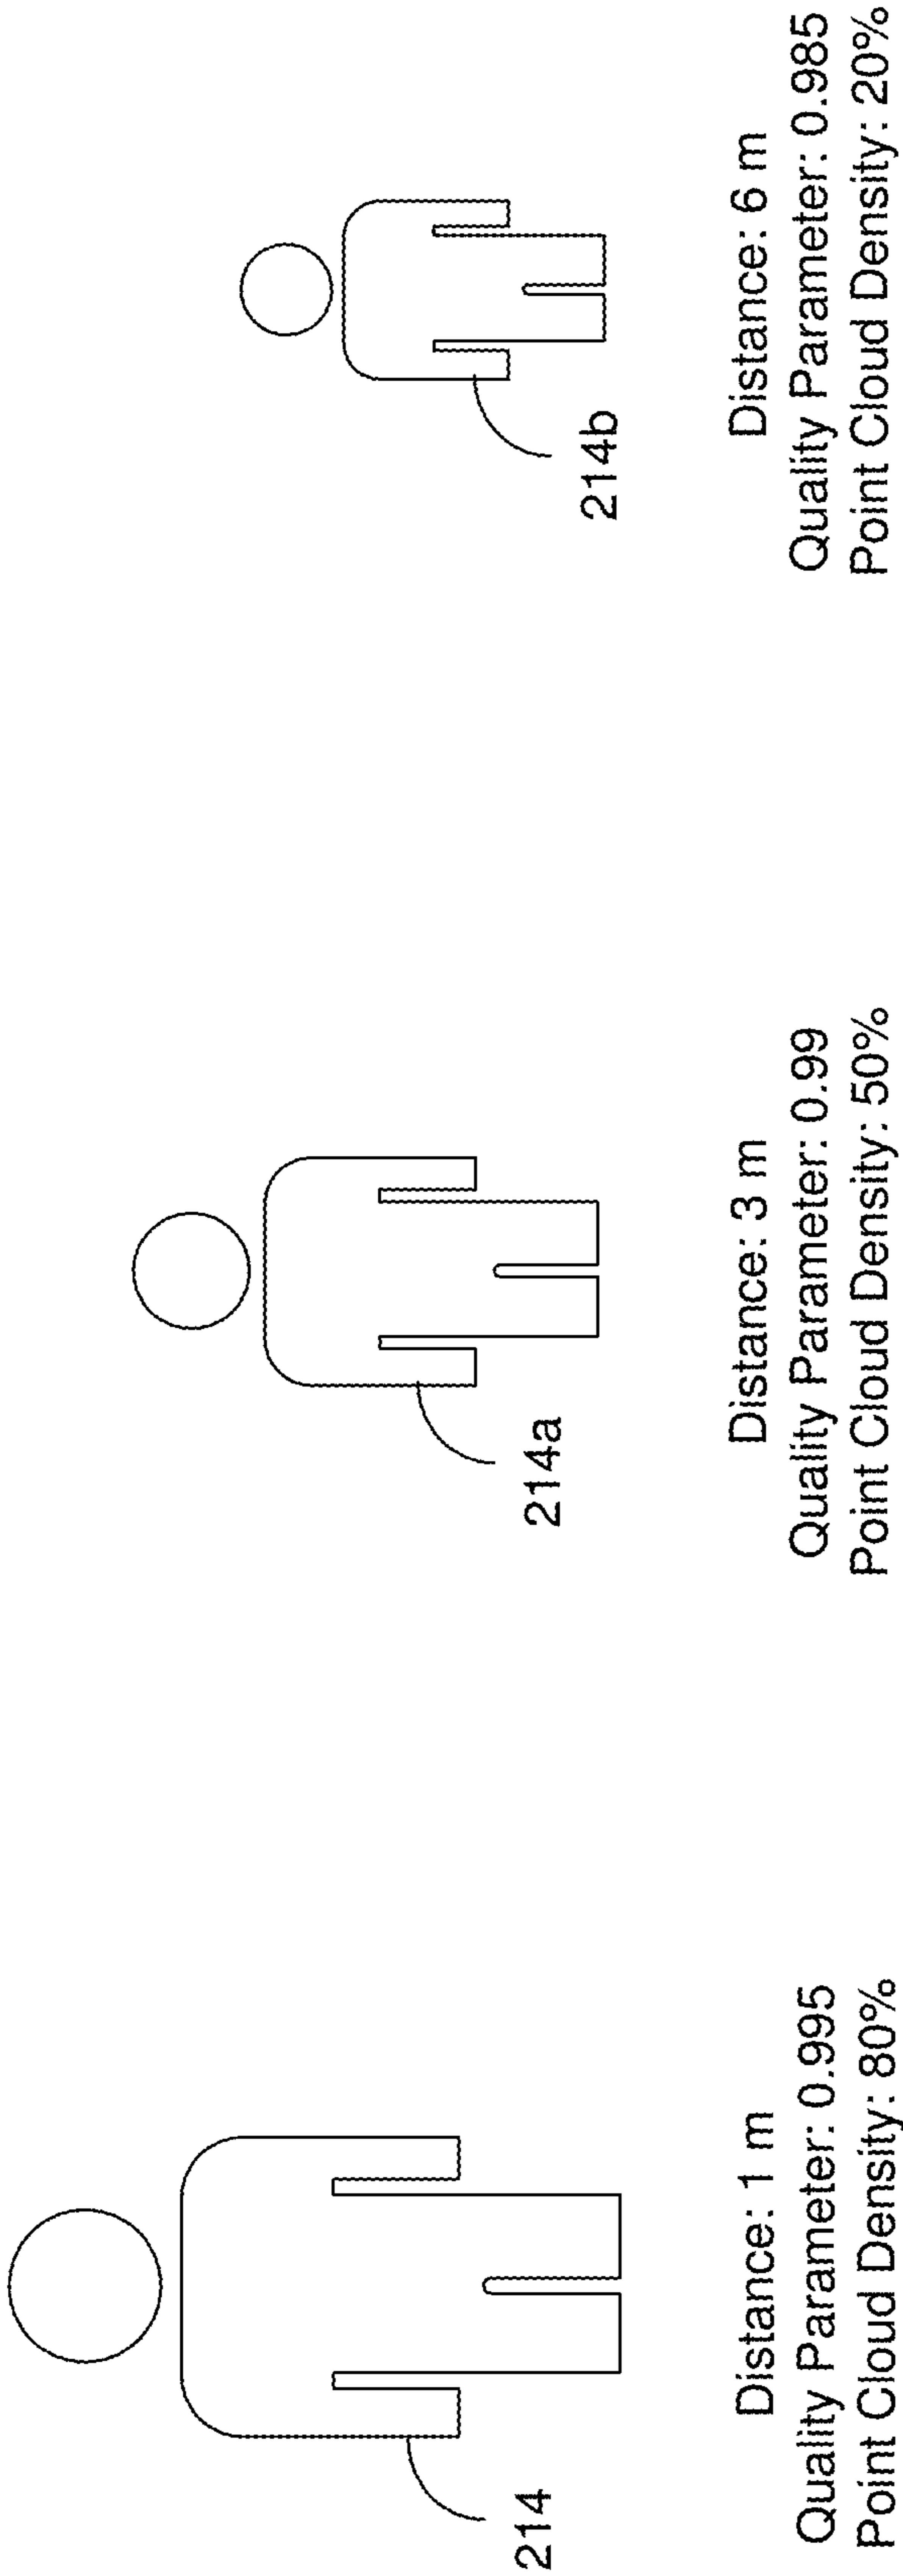 214
Distance: 1 m
Quality Parameter: 0.995
Point Cloud Density: 80%
214a
Distance: 3 m
Quality Parameter: 0.99
Point Cloud Density: 50%
214b
Distance: 6 m
Quality Parameter: 0.985
Point Cloud Density: 20%